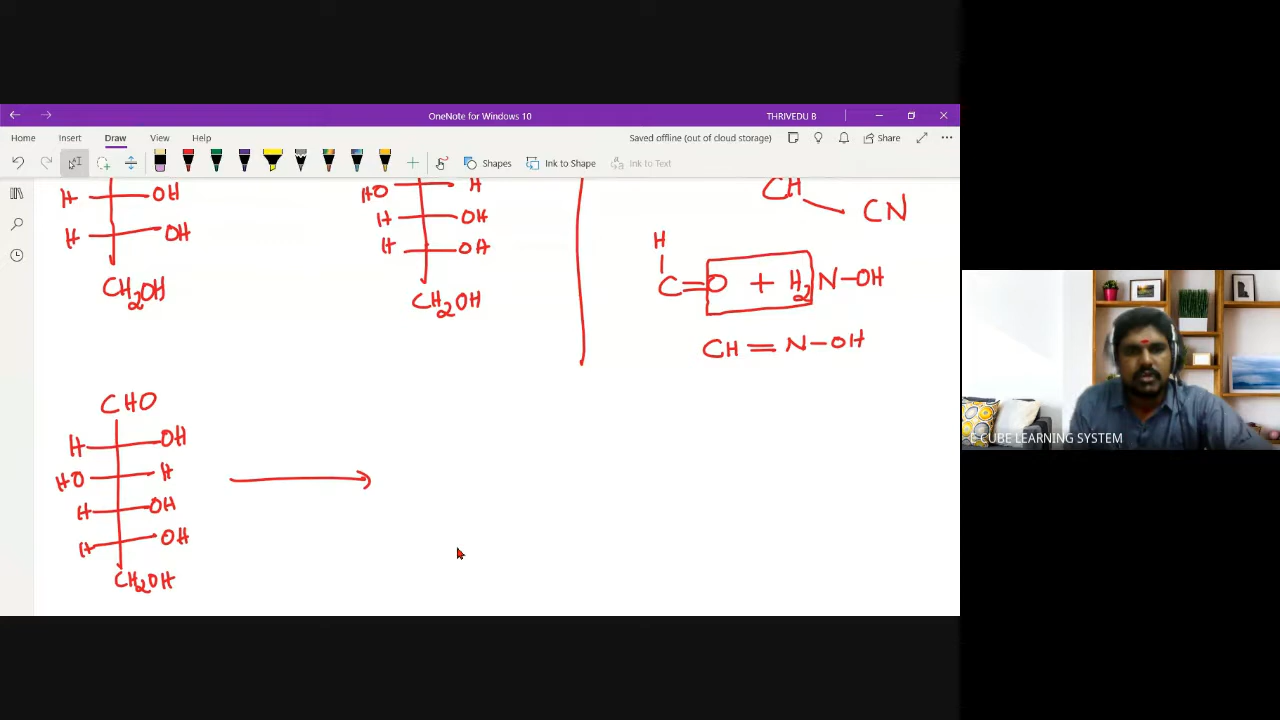 OneNote for Windows 10
THRIVEDU B
Home Insert Draw View Help
Saved offline (out of cloud storage)
Share
Shapes
Ink to Shape
Ink to Text
H OH
H OH
CH2OH
HO H
H OH
H OH
CH2OH
CH
CN
H
C=O + H2N-OH
CH=N-OH
CHO
H OH
HO H
H OH
H OH
CH2OH
E CUBE LEARNING SYSTEM